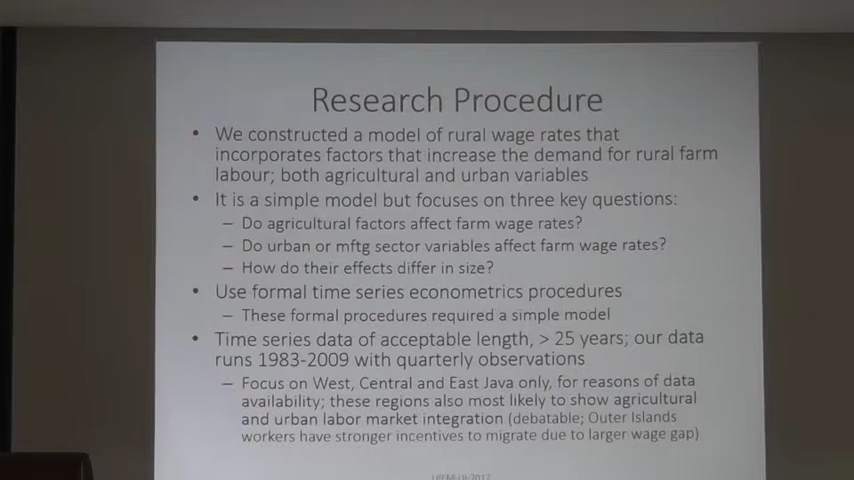 Research Procedure
• We constructed a model of rural wage rates that
incorporates factors that increase the demand for rural farm
labour; both agricultural and urban variables
• It is a simple model but focuses on three key questions:
– Do agricultural factors affect farm wage rates?
– Do urban or mftg sector variables affect farm wage rates?
– How do their effects differ in size?
• Use formal time series econometrics procedures
– These formal procedures required a simple model
• Time series data of acceptable length, > 25 years; our data
runs 1983-2009 with quarterly observations
– Focus on West, Central and East Java only, for reasons of data
availability; these regions also most likely to show agricultural
and urban labor market integration (debatable; Outer Islands
workers have stronger incentives to migrate due to larger wage gap)
LPEM-UI-2017